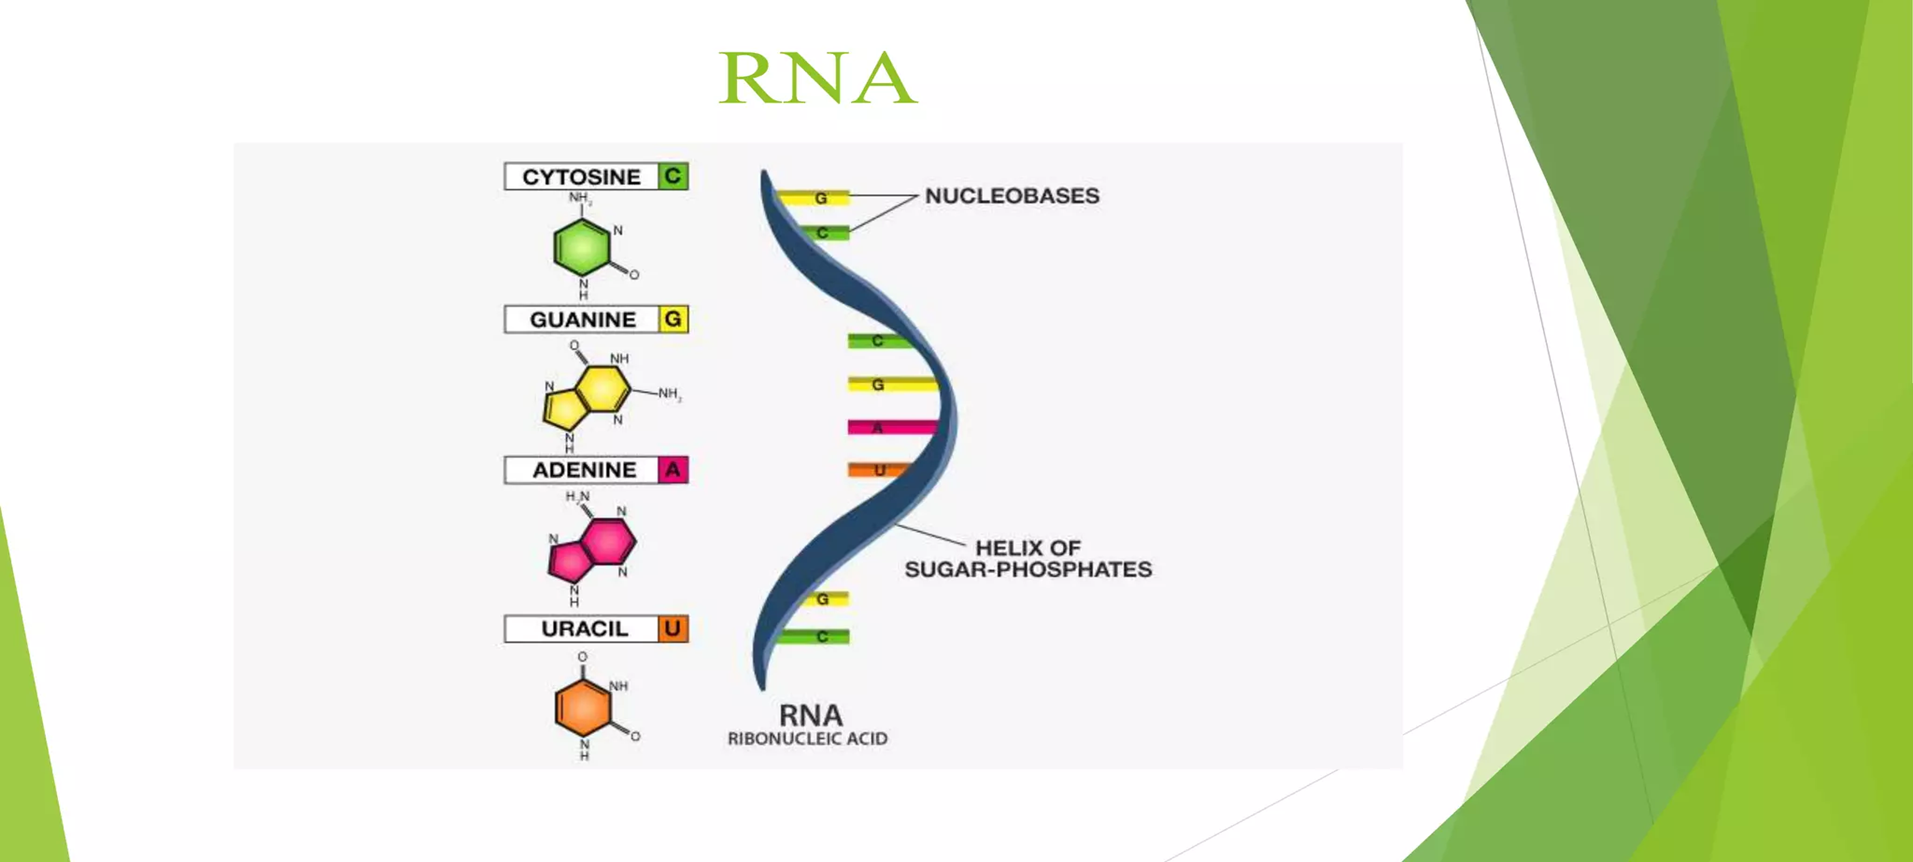 RNA
CYTOSINE C
NH2
N
O
N
H
GUANINE G
O
NH
N
NH2
N
N
H
ADENINE A
H2N
N
N
N
N
H
URACIL U
O
NH
O
N
H
G
C
NUCLEOBASES
C
G
A
U
HELIX OF
SUGAR-PHOSPHATES
G
C
RNA
RIBONUCLEIC ACID